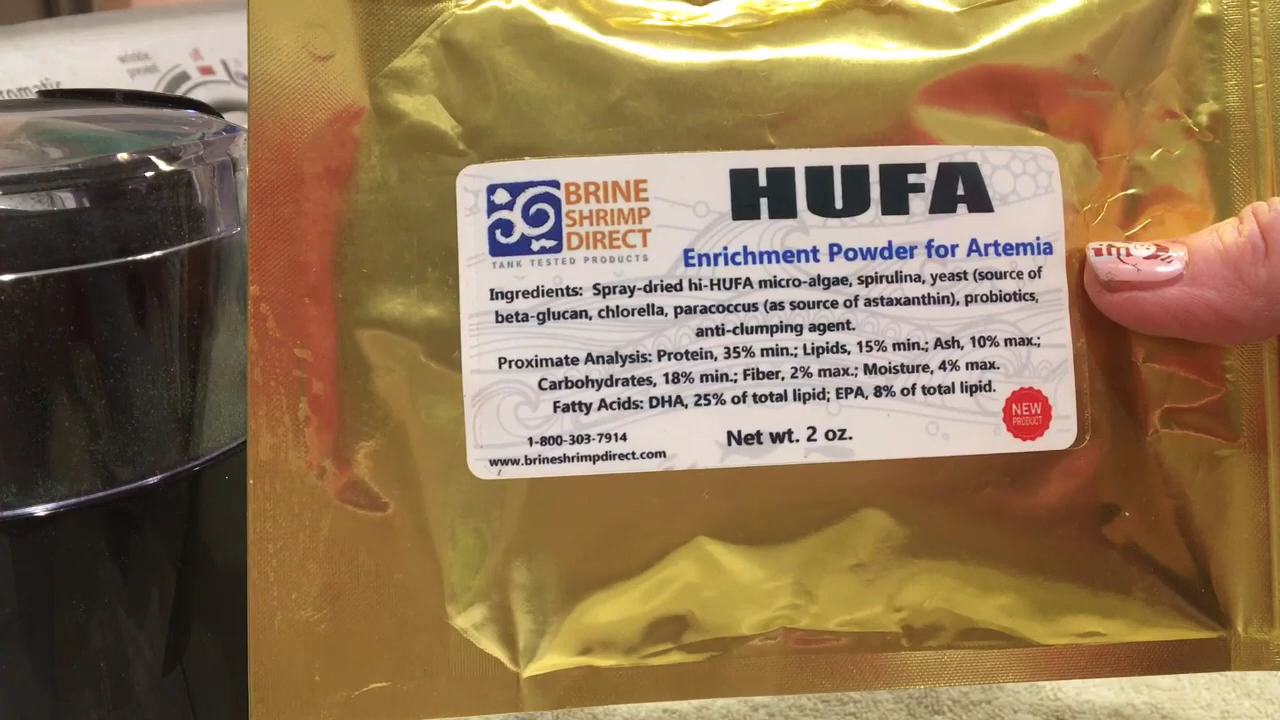 wrinkle
prevent
omatic
BRINE
SHRIMP
DIRECT
TANK TESTED PRODUCTS
HUFA
Enrichment Powder for Artemia
Ingredients: Spray-dried hi-HUFA micro-algae, spirulina, yeast (source of
beta-glucan, chlorella, paracoccus (as source of astaxanthin), probiotics,
anti-clumping agent.
Proximate Analysis: Protein, 35% min.; Lipids, 15% min.; Ash, 10% max.;
Carbohydrates, 18% min.; Fiber, 2% max.; Moisture, 4% max.
Fatty Acids: DHA, 25% of total lipid; EPA, 8% of total lipid.
NEW
PRODUCT
1-800-303-7914
Net wt. 2 oz.
www.brineshrimpdirect.com